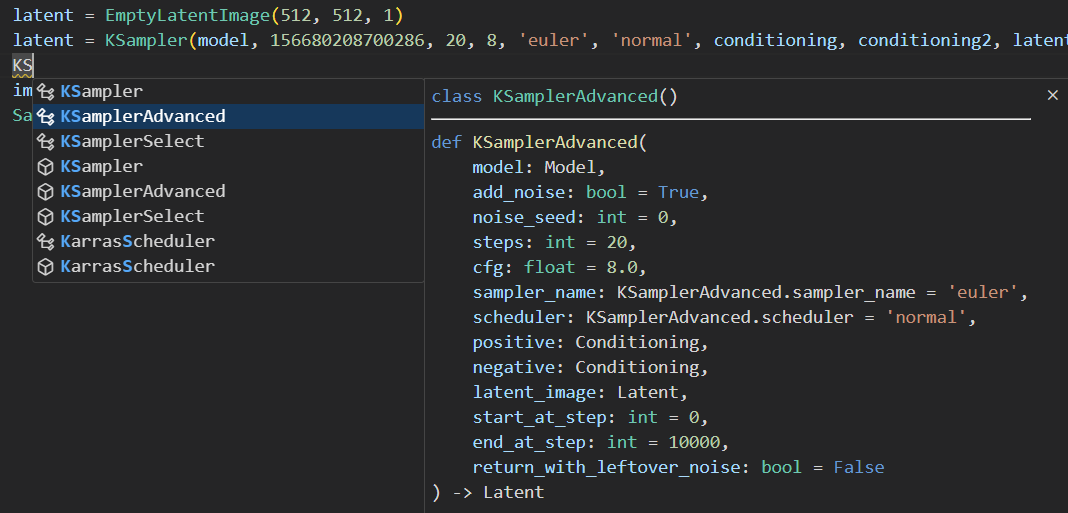 latent = EmptyLatentImage(512, 512, 1)
latent = KSampler(model, 156680208700286, 20, 8, 'euler', 'normal', conditioning, conditioning2, latent
KS
im
Sa
KSampler
KSamplerAdvanced
KSamplerSelect
KSampler
KSamplerAdvanced
KSamplerSelect
KarrasScheduler
KarrasScheduler
class KSamplerAdvanced()
def KSamplerAdvanced(
    model: Model,
    add_noise: bool = True,
    noise_seed: int = 0,
    steps: int = 20,
    cfg: float = 8.0,
    sampler_name: KSamplerAdvanced.sampler_name = 'euler',
    scheduler: KSamplerAdvanced.scheduler = 'normal',
    positive: Conditioning,
    negative: Conditioning,
    latent_image: Latent,
    start_at_step: int = 0,
    end_at_step: int = 10000,
    return_with_leftover_noise: bool = False
) -> Latent